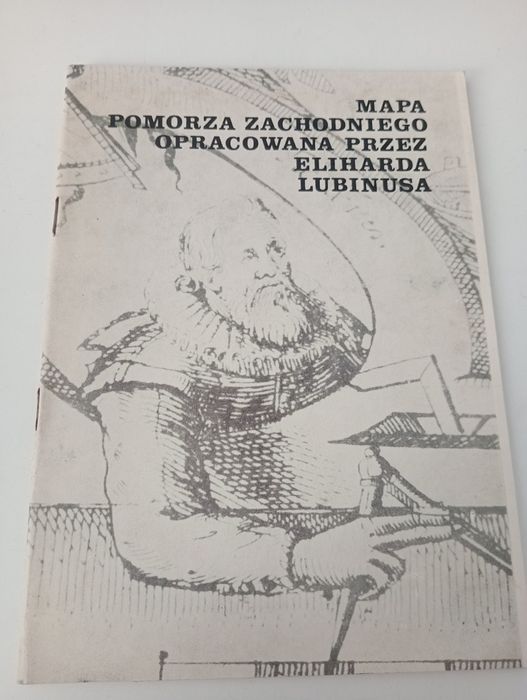 MAPA
POMORZA ZACHODNIEGO
OPRACOWANA PRZEZ
ELIHARDA
LUBINUSA